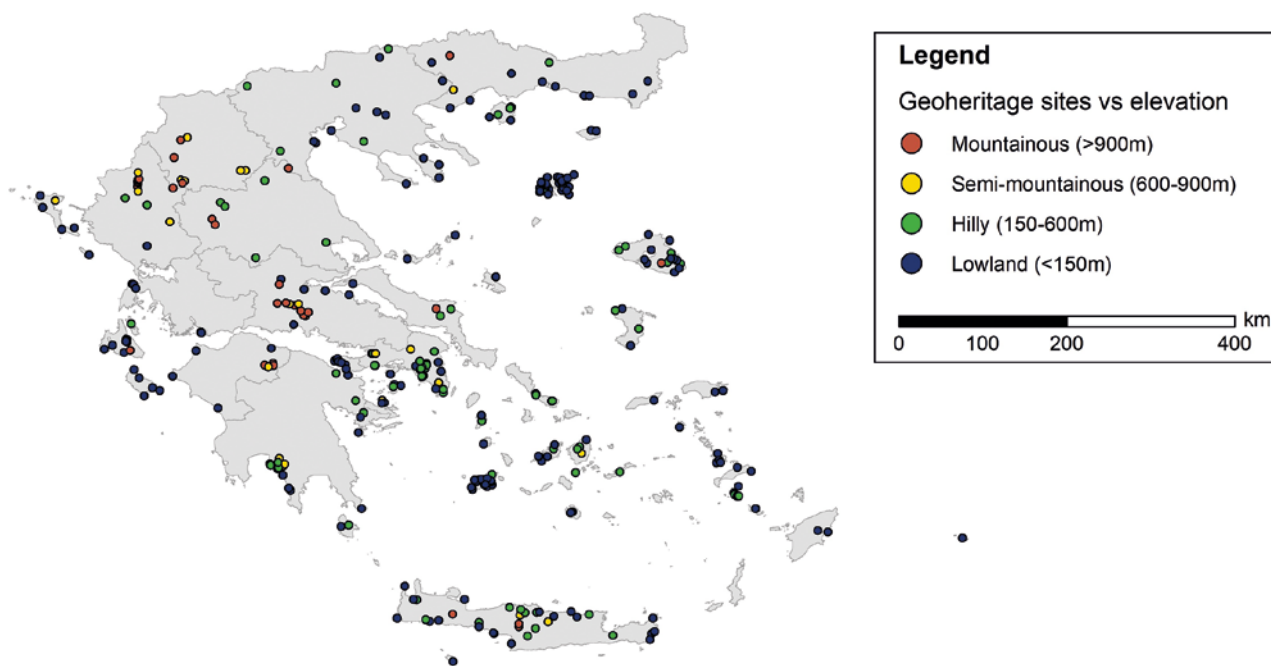 Legend
Geoheritage sites vs elevation
Mountainous (>900m)
Semi-mountainous (600-900m)
Hilly (150-600m)
Lowland (<150m)
km
0 100 200 400